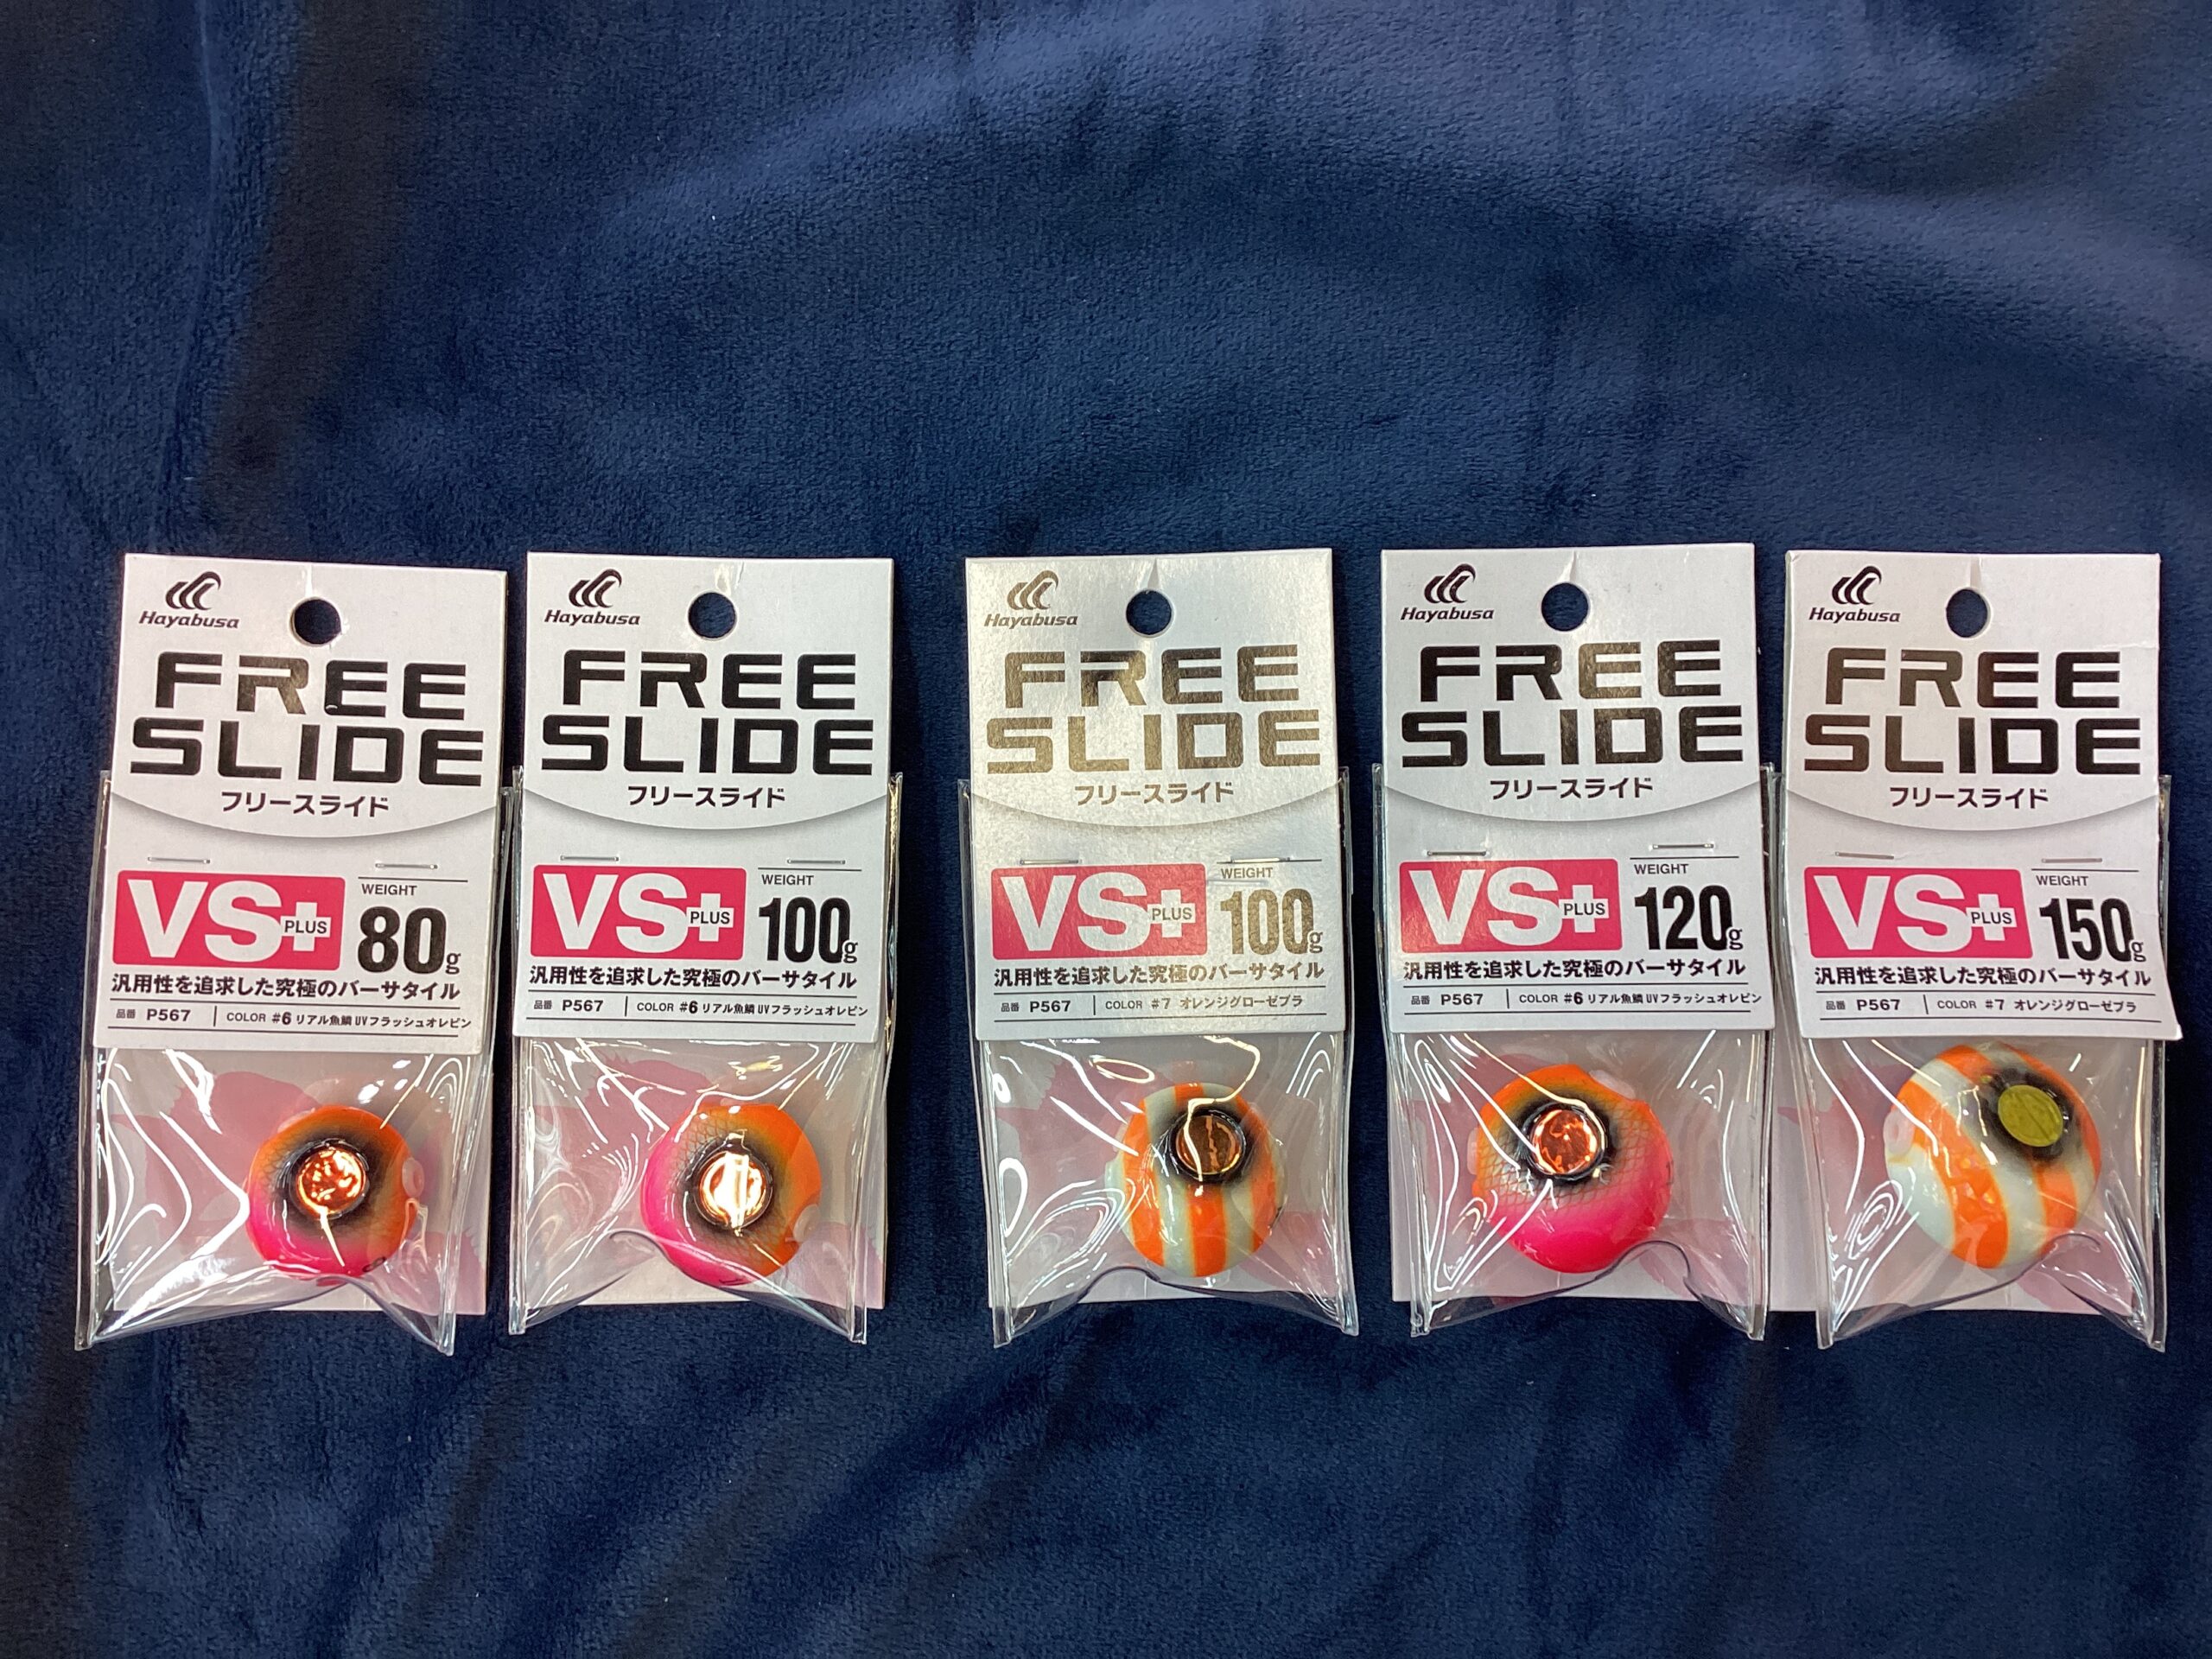 Hayabusa
FREE
SLIDE
フリースライド
VS+
PLUS
WEIGHT
80g
汎用性を追求した究極のバーサタイル
品番 P567 COLOR #6 リアル魚鱗UVフラッシュオレピン
Hayabusa
FREE
SLIDE
フリースライド
VS+
PLUS
WEIGHT
100g
汎用性を追求した究極のバーサタイル
品番 P567 COLOR #6 リアル魚鱗UVフラッシュオレピン
Hayabusa
FREE
SLIDE
フリースライド
VS+
PLUS
WEIGHT
100g
汎用性を追求した究極のバーサタイル
品番 P567 COLOR #7 オレンジグローゼブラ
Hayabusa
FREE
SLIDE
フリースライド
VS+
PLUS
WEIGHT
120g
汎用性を追求した究極のバーサタイル
品番 P567 COLOR #6 リアル魚鱗UVフラッシュオレピン
Hayabusa
FREE
SLIDE
フリースライド
VS+
PLUS
WEIGHT
150g
汎用性を追求した究極のバーサタイル
品番 P567 COLOR #7 オレンジグローゼブラ